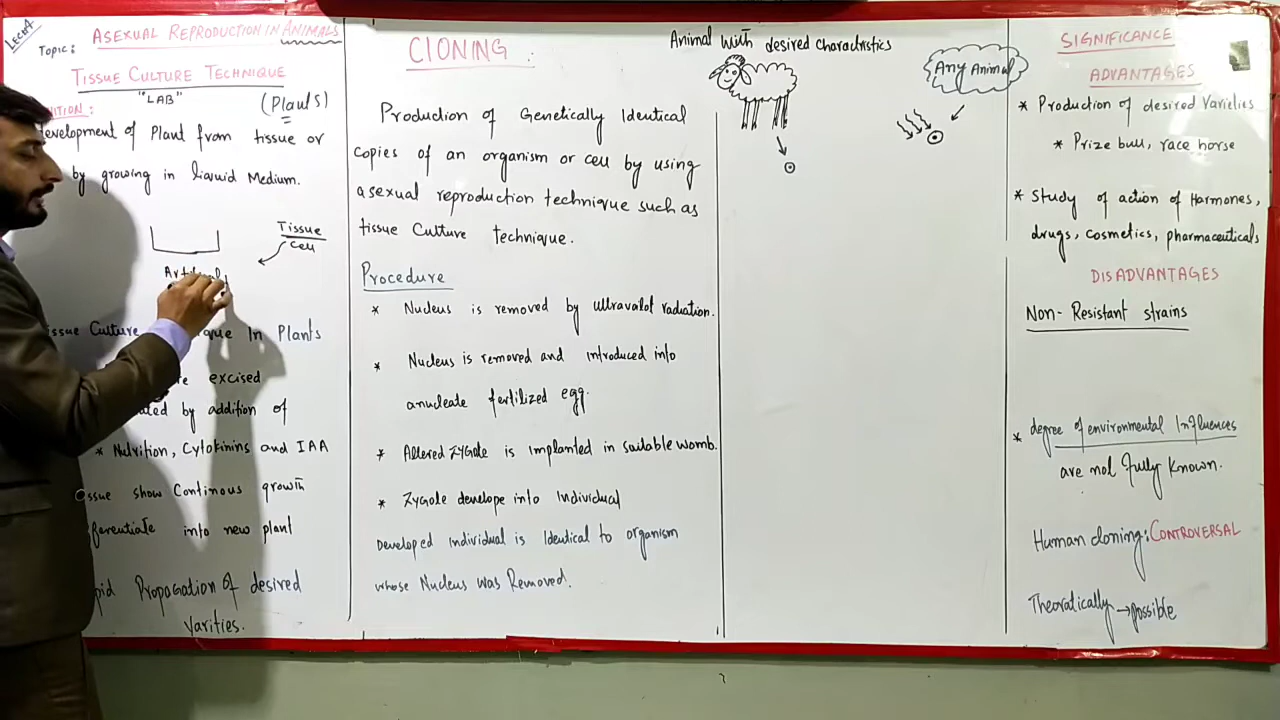 Lec#4
Topic:
ASEXUAL REPRODUCTION IN ANIMALS
TISSUE CULTURE TECHNIQUE
"LAB"
(Plants)
evelopment of Plant from tissue or
by growing in liquid Medium.
Tissue
Cell
issue Culture In Plants
excised
by addition of
* Nutrition, Cytokinins and IAA
issue show Continous growth
into new plant
Propagation of desired
varities.
CLONING :
Production of Genetically Identical
copies of an organism or cell by using
asexual reproduction technique such as
tissue Culture technique.
Procedure
* Nucleus is removed by ultravailot radiation.
* Nucleus is removed and introduced into
anucleate fertilized egg.
* Altered Zygote is implanted in suitable womb.
* Zygote develope into Individual
Developed individual is Identical to organism
whose Nucleus was Removed.
Animal with desired charactristics
Any Animal
SIGNIFICANCE
ADVANTAGES
* Production of desired Varieties
* Prize bull, race horse
* Study of action of Harmones,
drugs, cosmetics, pharmaceuticals
DISADVANTAGES
Non-Resistant strains
* degree of environmental Influences
are not Fully Known.
Human cloning: CONTROVERSAL
Theoratically → possible